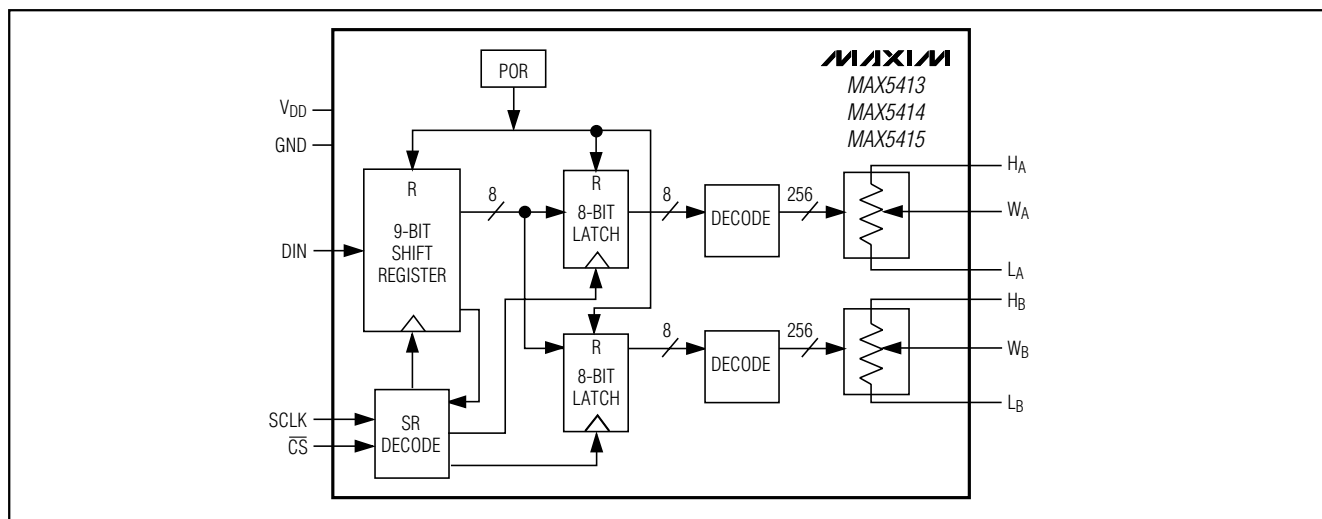 POR
MAXIM
MAX5413
MAX5414
MAX5415
VDD
GND
HA
R
8
R
8
256
8-BIT
LATCH
DECODE
WA
9-BIT
SHIFT
REGISTER
DIN
LA
HB
8
256
R
8-BIT
LATCH
DECODE
WB
LB
SCLK
CS
SR
DECODE